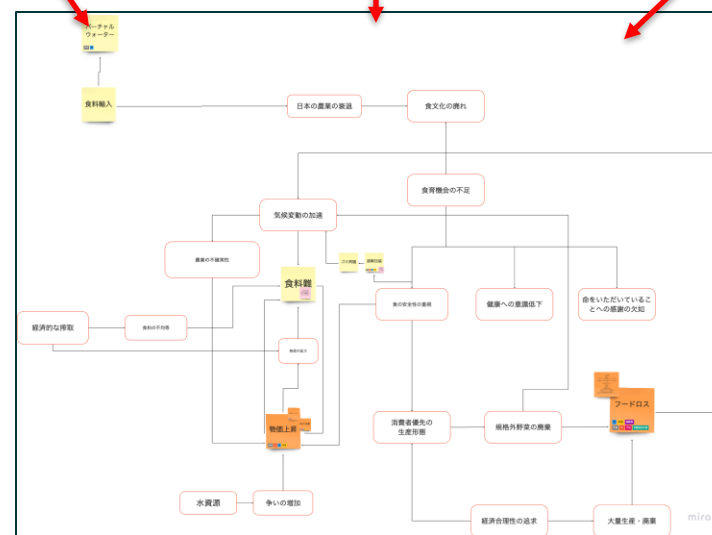 バーチャル
ウォーター
食料輸入
日本の農業の衰退
食文化の廃れ
食育機会の不足
気候変動の加速
農業の不確実性
ゴミ問題
食料難
食の安全性の重視
健康への意識低下
命をいただいているこ
とへの感謝の欠如
経済的な搾取
食料の不均衡
フードロス
物価上昇
消費者優先の
生産形態
規格外野菜の廃棄
水資源
争いの増加
経済合理性の追求
大量生産・廃棄
miro